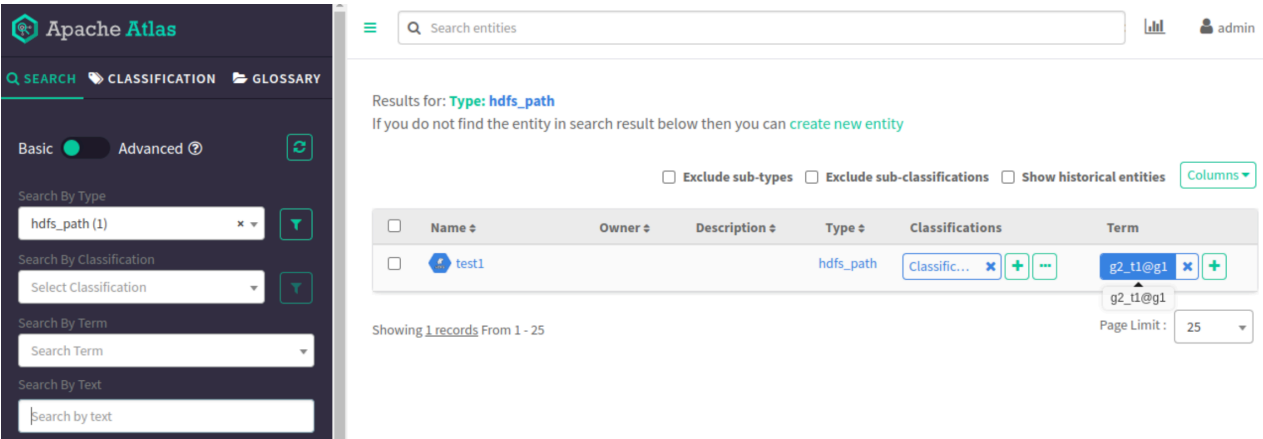 Apache Atlas
SEARCH CLASSIFICATION GLOSSARY
Basic Advanced
Search By Type
hdfs_path (1)
Search By Classification
Select Classification
Search By Term
Search Term
Search By Text
Search by text
Search entities
admin
Results for: Type: hdfs_path
If you do not find the entity in search result below then you can create new entity
Exclude sub-types Exclude sub-classifications Show historical entities Columns
Name Owner Description Type Classifications Term
test1 hdfs_path Classific... g2_t1@g1
g2_t1@g1
Showing 1 records From 1 - 25
Page Limit : 25